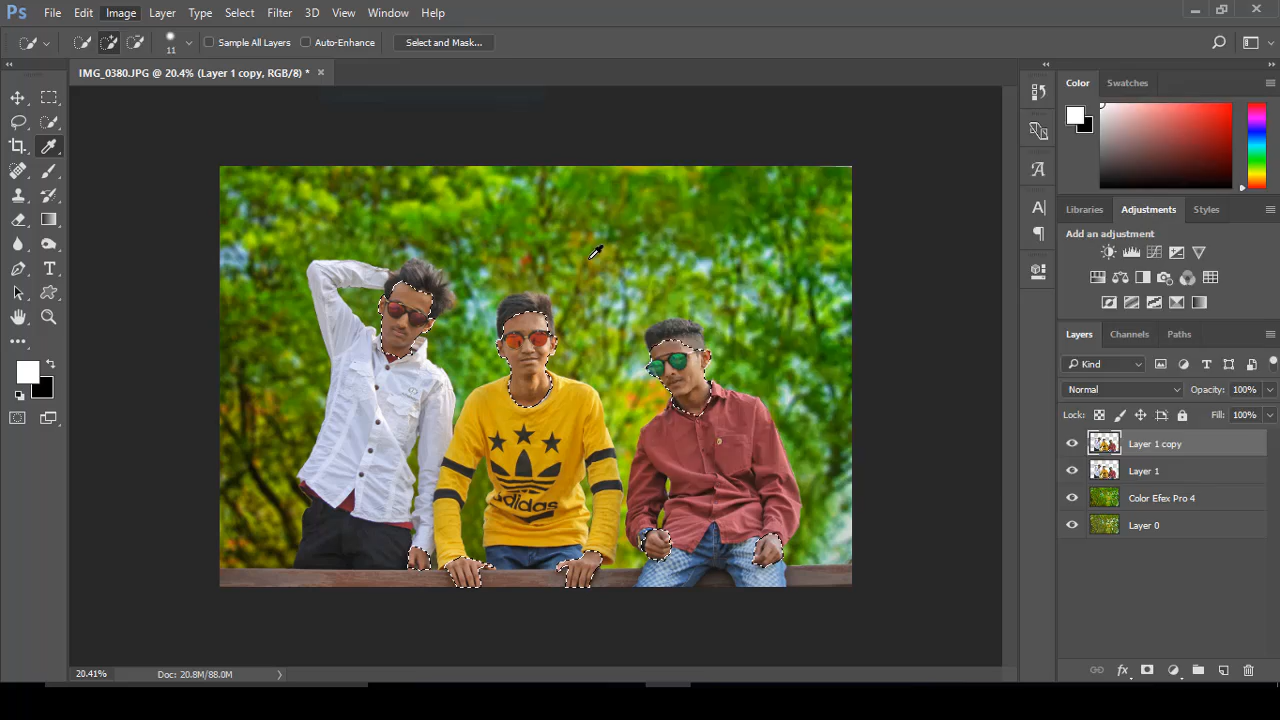 Ps File Edit Image Layer Type Select Filter 3D View Window Help
11 Sample All Layers Auto-Enhance Select and Mask...
IMG_0380.JPG @ 20.4% (Layer 1 copy, RGB/8) * ×
Color Swatches
Libraries Adjustments Styles
Add an adjustment
Layers Channels Paths
Kind
Normal Opacity: 100%
Lock: Fill: 100%
Layer 1 copy
Layer 1
Color Efex Pro 4
Layer 0
adidas
20.41% Doc: 20.8M/88.0M